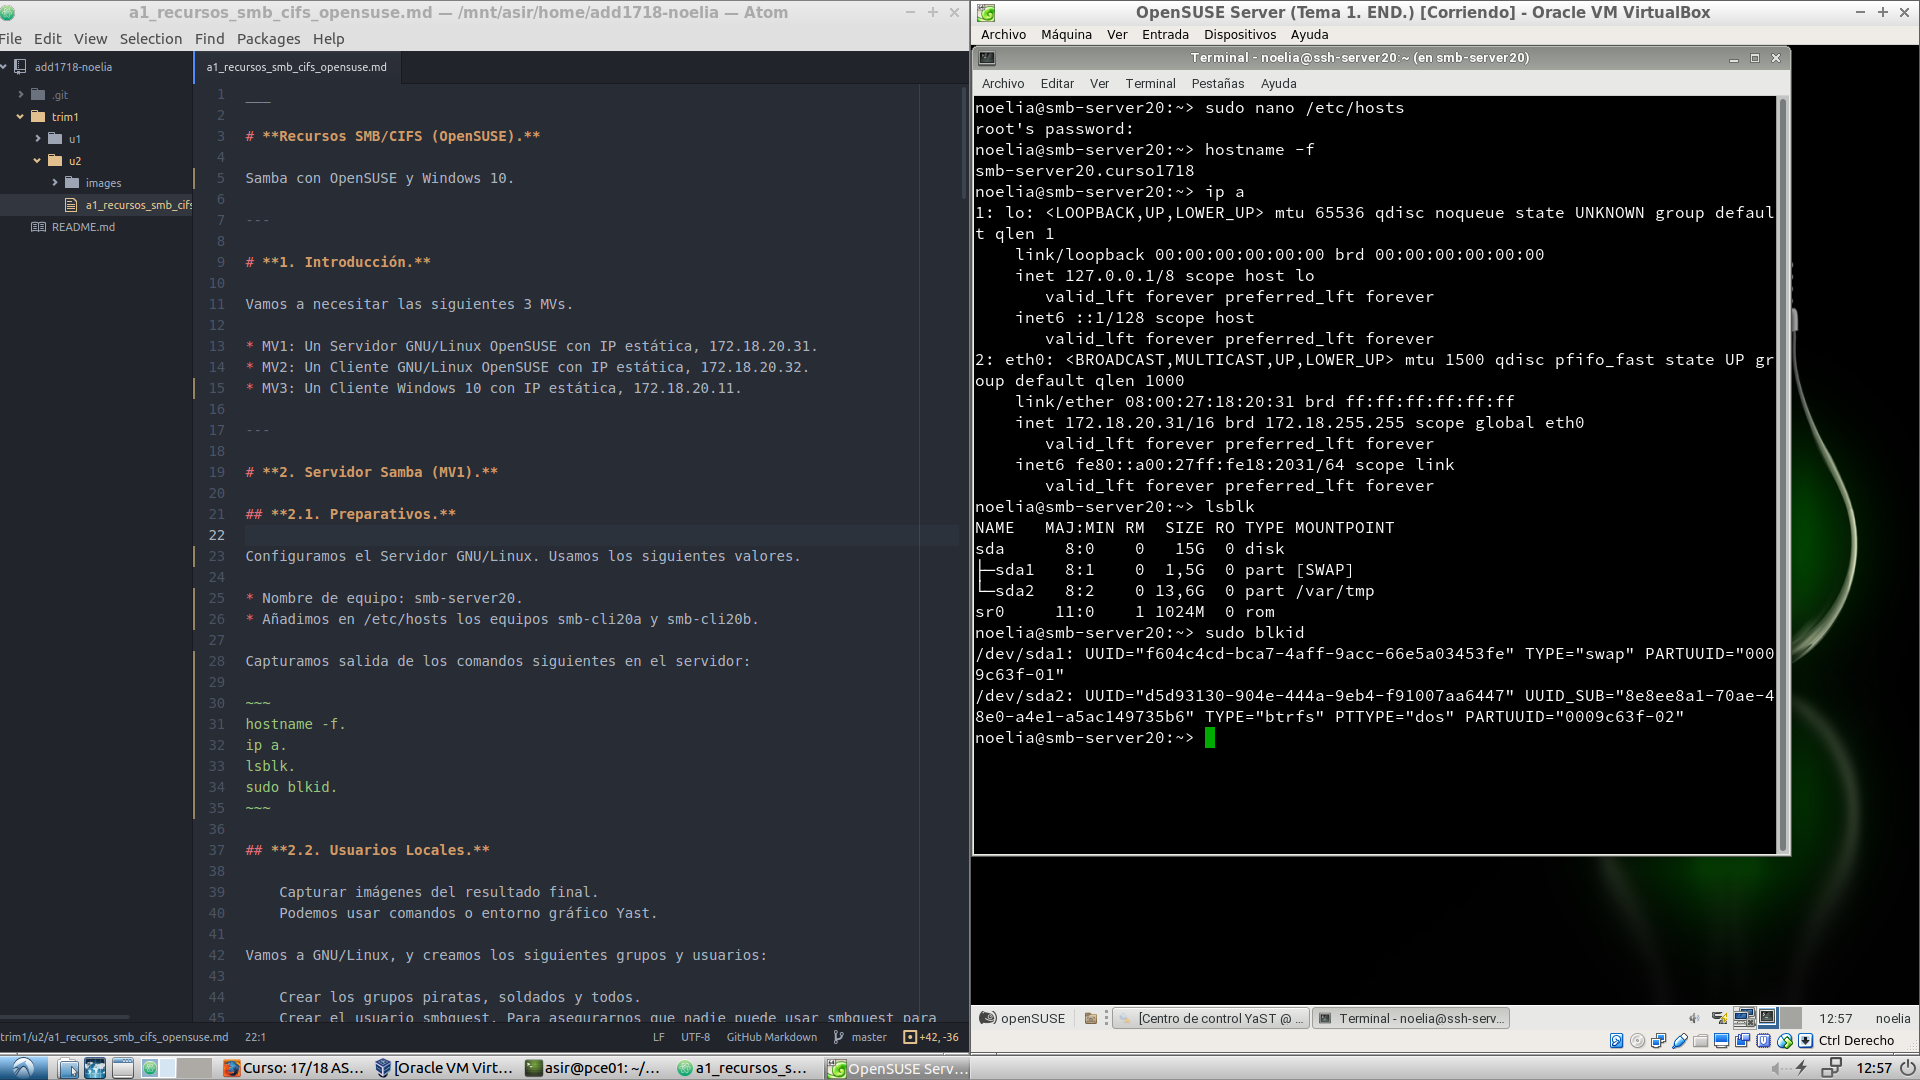 a1_recursos_smb_cifs_opensuse.md — /mnt/asir/home/add1718-noelia — Atom
File Edit View Selection Find Packages Help
add1718-noelia
.git
trim1
u1
u2
images
a1_recursos_smb_cifs
README.md
a1_recursos_smb_cifs_opensuse.md
1 ___
2
3 # **Recursos SMB/CIFS (OpenSUSE).**
4
5 Samba con OpenSUSE y Windows 10.
6
7 ---
8
9 # **1. Introducción.**
10
11 Vamos a necesitar las siguientes 3 MVs.
12
13 * MV1: Un Servidor GNU/Linux OpenSUSE con IP estática, 172.18.20.31.
14 * MV2: Un Cliente GNU/Linux OpenSUSE con IP estática, 172.18.20.32.
15 * MV3: Un Cliente Windows 10 con IP estática, 172.18.20.11.
16
17 ---
18
19 # **2. Servidor Samba (MV1).**
20
21 ## **2.1. Preparativos.**
22
23 Configuramos el Servidor GNU/Linux. Usamos los siguientes valores.
24
25 * Nombre de equipo: smb-server20.
26 * Añadimos en /etc/hosts los equipos smb-cli20a y smb-cli20b.
27
28 Capturamos salida de los comandos siguientes en el servidor:
29
30 ~~~
31 hostname -f.
32 ip a.
33 lsblk.
34 sudo blkid.
35 ~~~
36
37 ## **2.2. Usuarios Locales.**
38
39 Capturar imágenes del resultado final.
40 Podemos usar comandos o entorno gráfico Yast.
41
42 Vamos a GNU/Linux, y creamos los siguientes grupos y usuarios:
43
44 Crear los grupos piratas, soldados y todos.
45 Crear el usuario smbguest. Para asegurarnos que nadie puede usar smbguest para
trim1/u2/a1_recursos_smb_cifs_opensuse.md 22:1 LF UTF-8 GitHub Markdown master +42, -36
OpenSUSE Server (Tema 1. END.) [Corriendo] - Oracle VM VirtualBox
Archivo Máquina Ver Entrada Dispositivos Ayuda
Terminal - noelia@ssh-server20:~ (en smb-server20)
Archivo Editar Ver Terminal Pestañas Ayuda
noelia@smb-server20:~> sudo nano /etc/hosts
root's password:
noelia@smb-server20:~> hostname -f
smb-server20.curso1718
noelia@smb-server20:~> ip a
1: lo: <LOOPBACK,UP,LOWER_UP> mtu 65536 qdisc noqueue state UNKNOWN group defaul
t qlen 1
link/loopback 00:00:00:00:00:00 brd 00:00:00:00:00:00
inet 127.0.0.1/8 scope host lo
valid_lft forever preferred_lft forever
inet6 ::1/128 scope host
valid_lft forever preferred_lft forever
2: eth0: <BROADCAST,MULTICAST,UP,LOWER_UP> mtu 1500 qdisc pfifo_fast state UP gr
oup default qlen 1000
link/ether 08:00:27:18:20:31 brd ff:ff:ff:ff:ff:ff
inet 172.18.20.31/16 brd 172.18.255.255 scope global eth0
valid_lft forever preferred_lft forever
inet6 fe80::a00:27ff:fe18:2031/64 scope link
valid_lft forever preferred_lft forever
noelia@smb-server20:~> lsblk
NAME MAJ:MIN RM SIZE RO TYPE MOUNTPOINT
sda 8:0 0 15G 0 disk
├─sda1 8:1 0 1,5G 0 part [SWAP]
└─sda2 8:2 0 13,6G 0 part /var/tmp
sr0 11:0 1 1024M 0 rom
noelia@smb-server20:~> sudo blkid
/dev/sda1: UUID="f604c4cd-bca7-4aff-9acc-66e5a03453fe" TYPE="swap" PARTUUID="000
9c63f-01"
/dev/sda2: UUID="d5d93130-904e-444a-9eb4-f91007aa6447" UUID_SUB="8e8ee8a1-70ae-4
8e0-a4e1-a5ac149735b6" TYPE="btrfs" PTTYPE="dos" PARTUUID="0009c63f-02"
noelia@smb-server20:~>
openSUSE [Centro de control YaST @ ... Terminal - noelia@ssh-serv... 12:57 noelia
Ctrl Derecho
Curso: 17/18 AS... [Oracle VM Virt... asir@pce01: ~/... a1_recursos_s... OpenSUSE Serv... 12:57